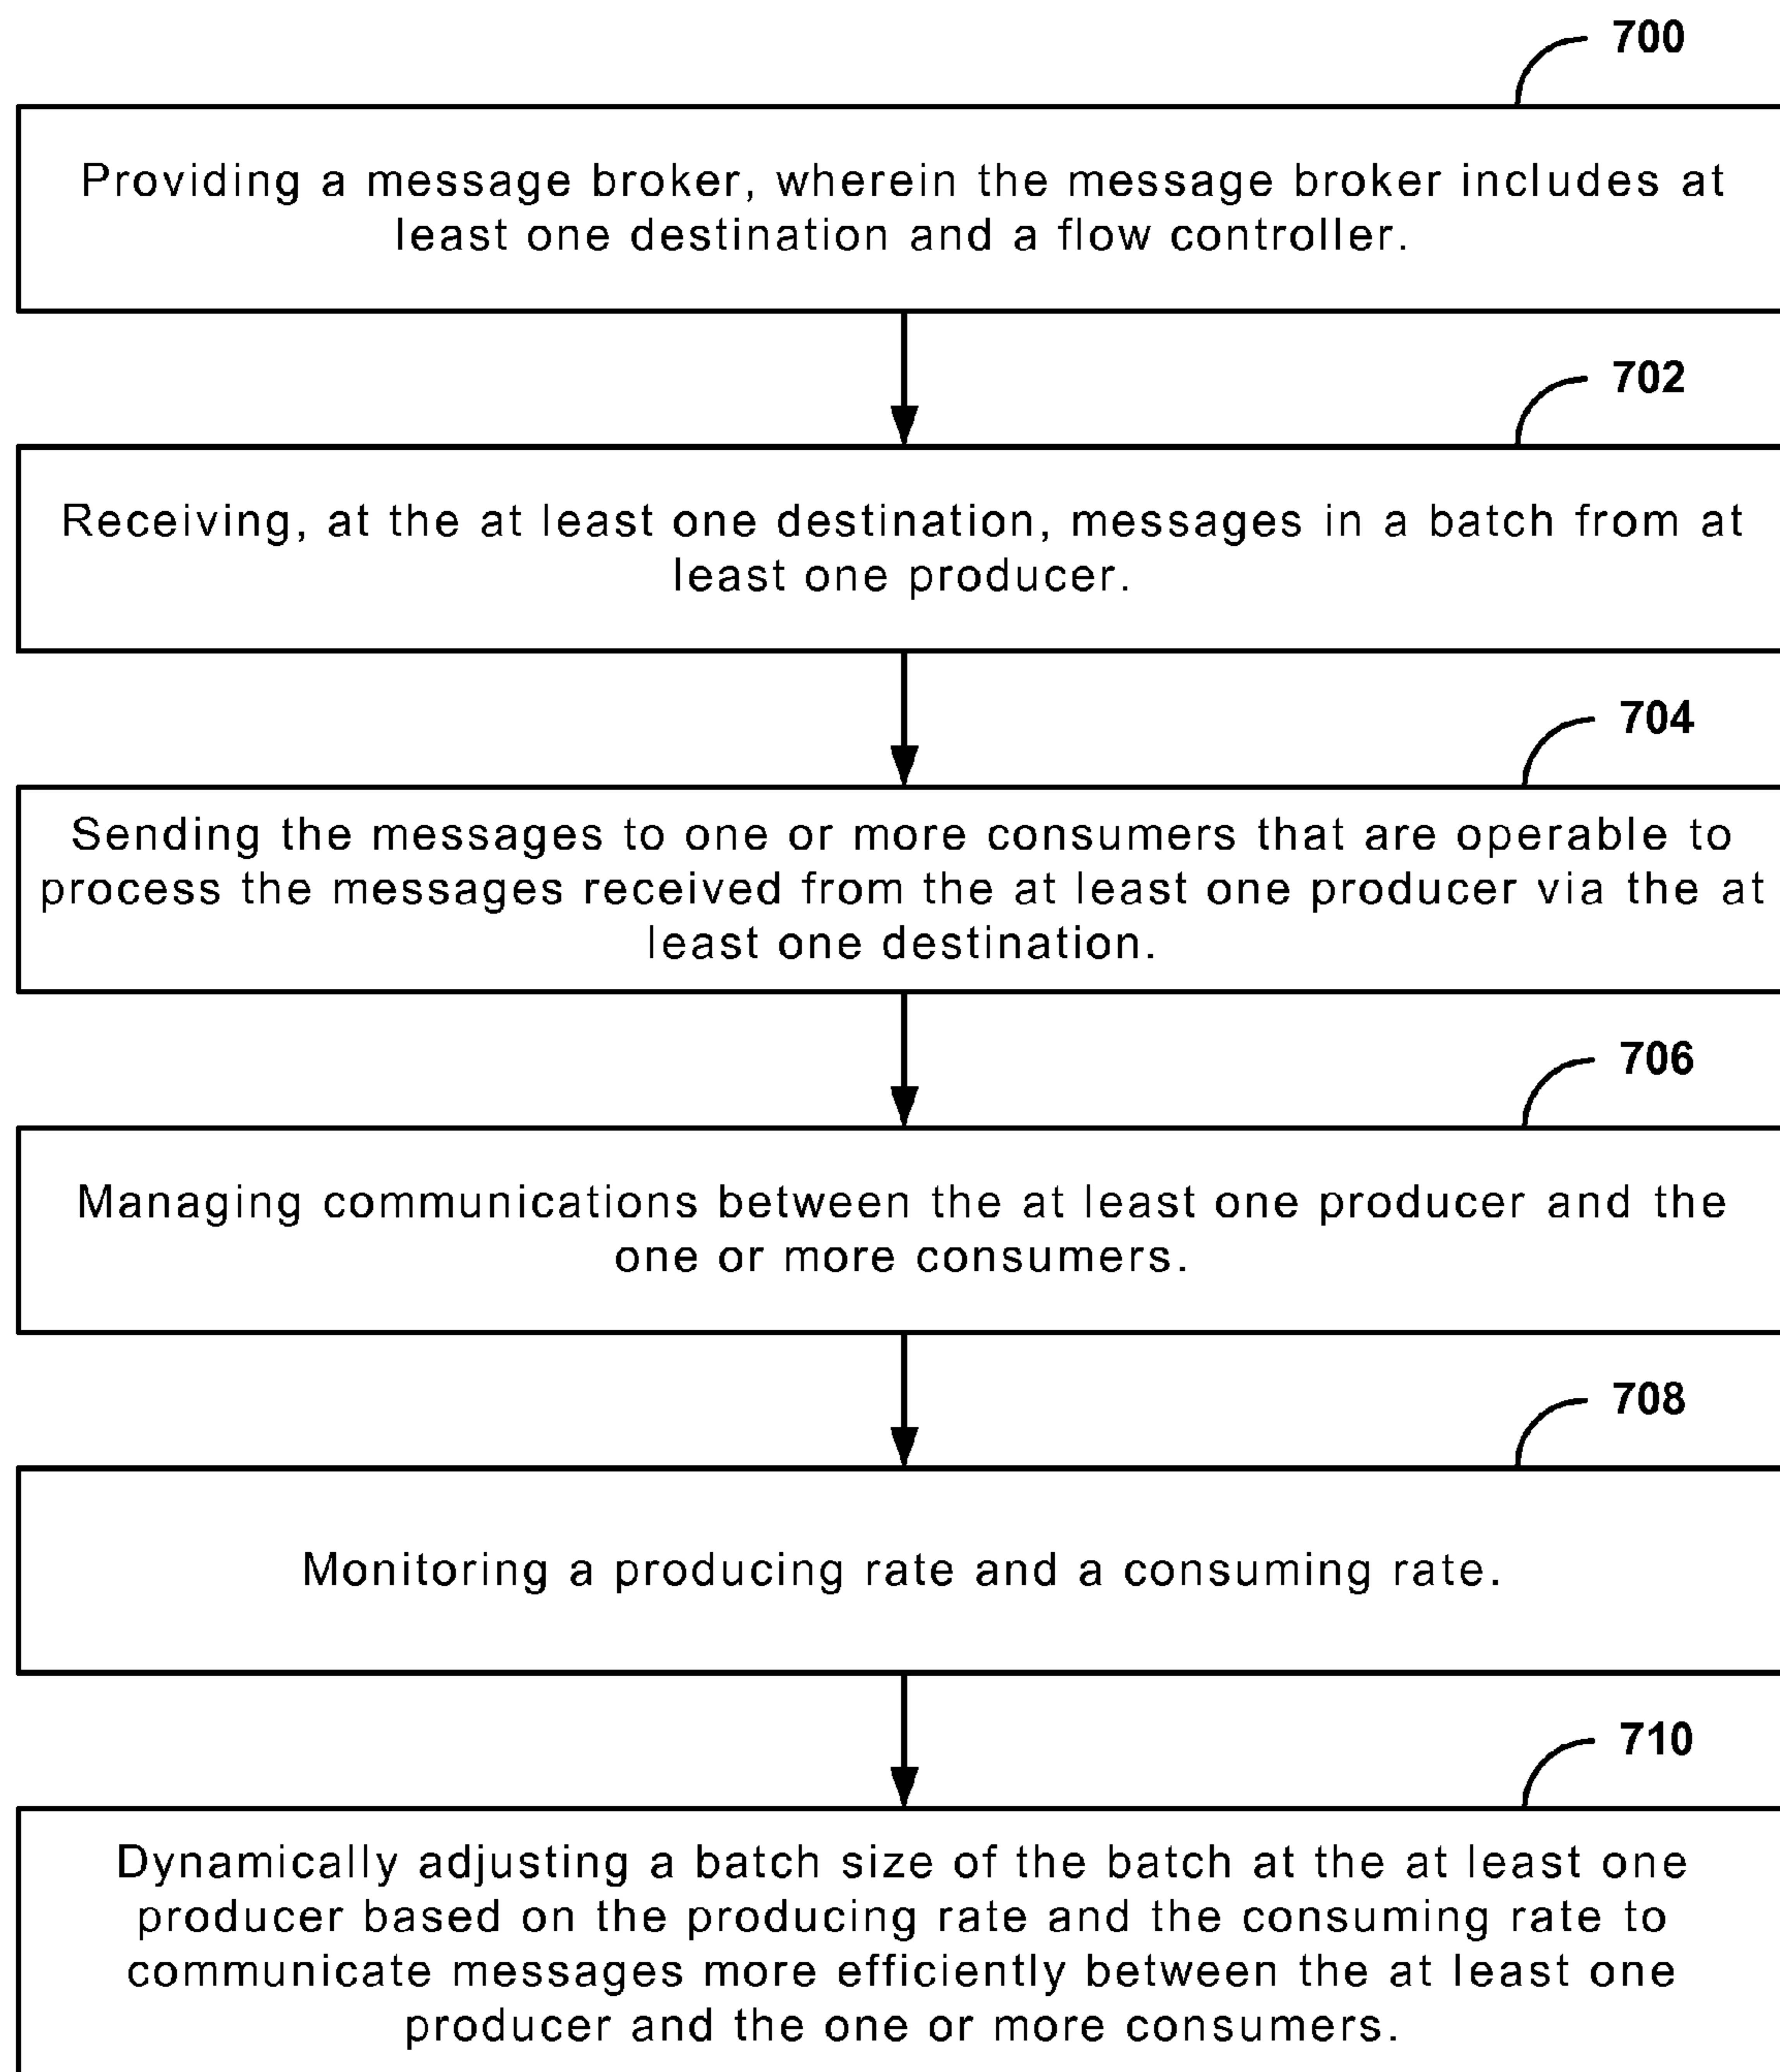 700
Providing a message broker, wherein the message broker includes at
least one destination and a flow controller.
702
Receiving, at the at least one destination, messages in a batch from at
least one producer.
704
Sending the messages to one or more consumers that are operable to
process the messages received from the at least one producer via the at
least one destination.
706
Managing communications between the at least one producer and the
one or more consumers.
708
Monitoring a producing rate and a consuming rate.
710
Dynamically adjusting a batch size of the batch at the at least one
producer based on the producing rate and the consuming rate to
communicate messages more efficiently between the at least one
producer and the one or more consumers.